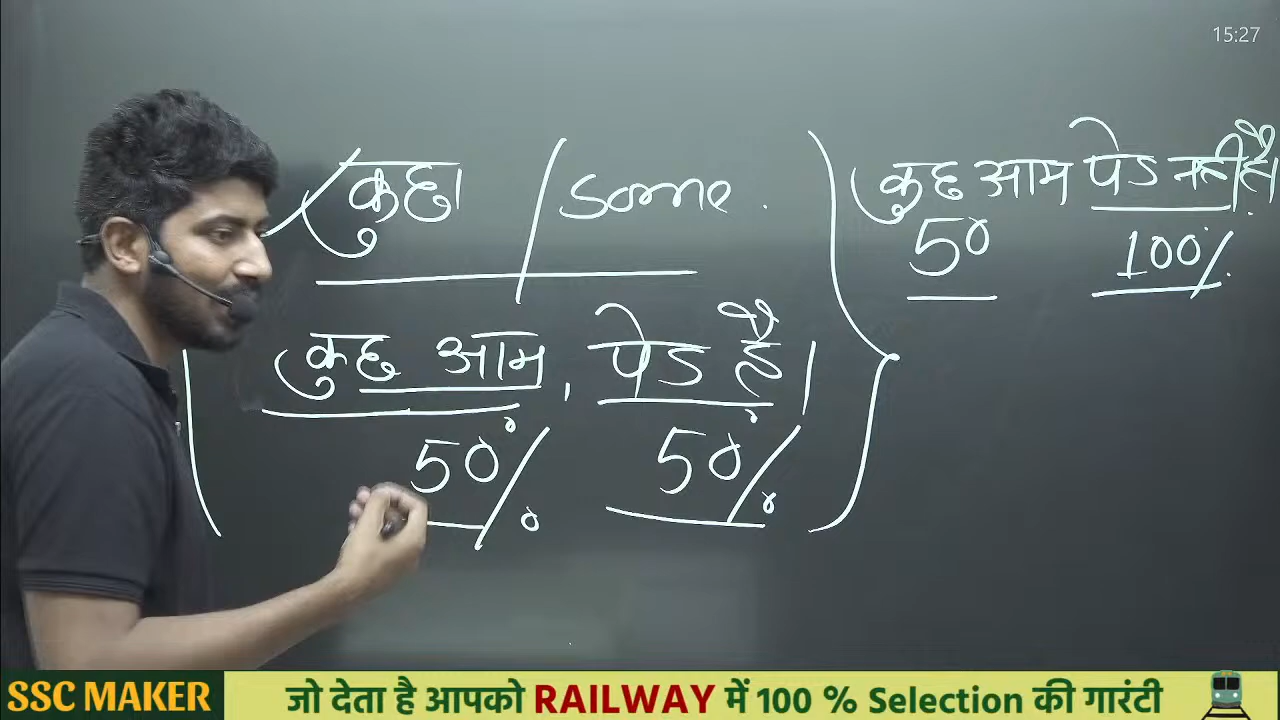 15:27
कुछ / some.
कुछ आम, पेड है।
50% 50%
कुछ आम पेड नही है।
50 100%
SSC MAKER जो देता है आपको RAILWAY में 100 % Selection की गारंटी